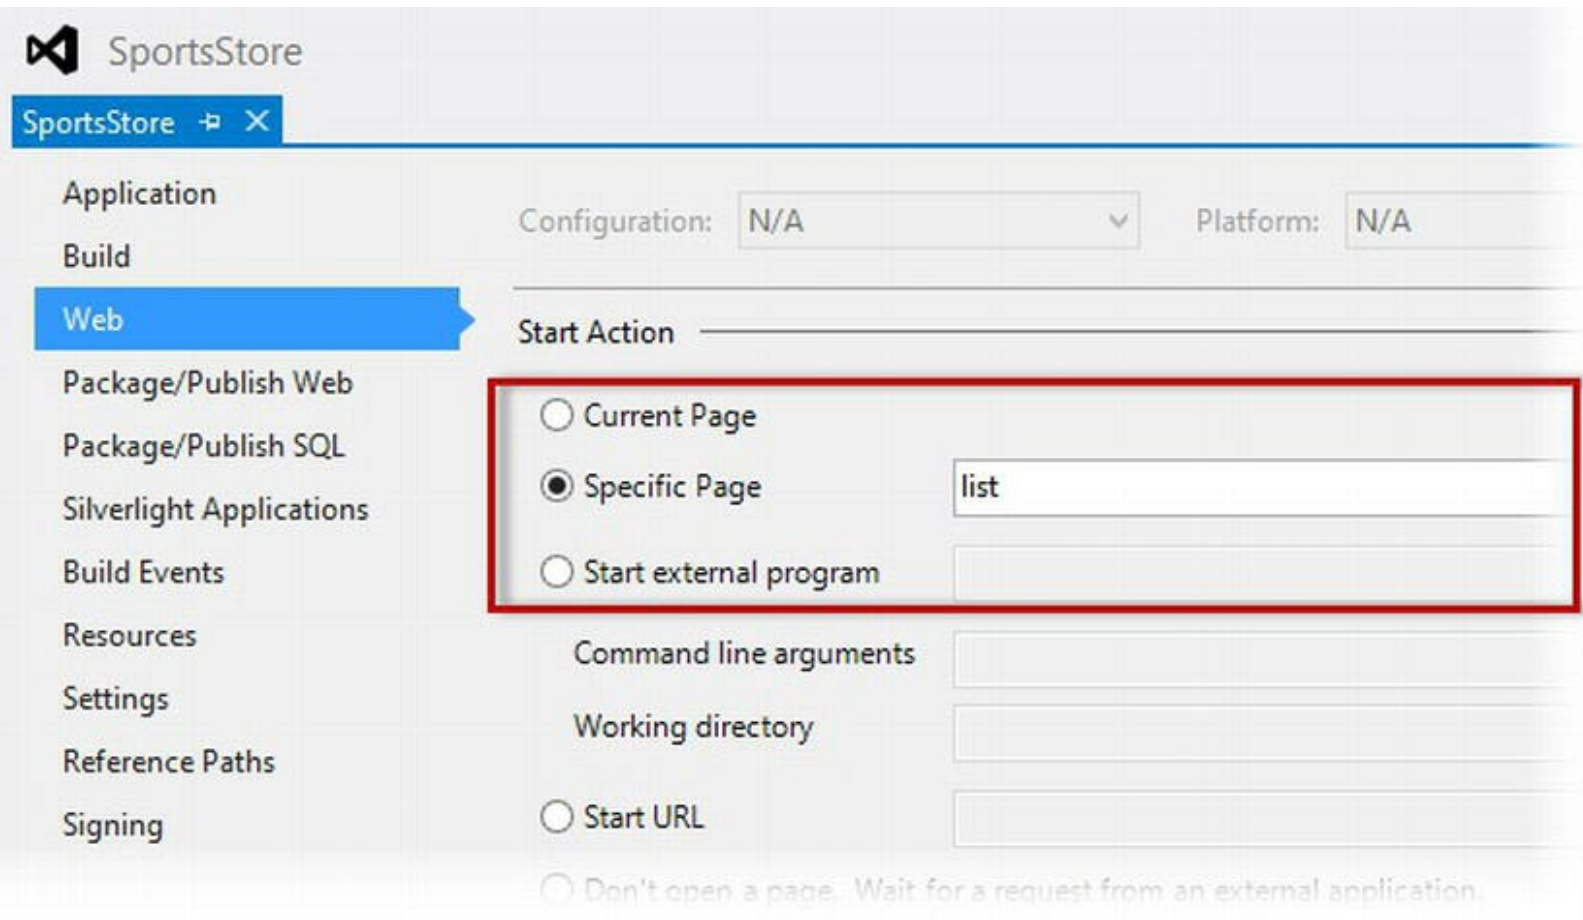 SportsStore
SportsStore
Application
Build
Web
Package/Publish Web
Package/Publish SQL
Silverlight Applications
Build Events
Resources
Settings
Reference Paths
Signing
Configuration: N/A Platform: N/A
Start Action
Current Page
Specific Page list
Start external program
Command line arguments
Working directory
Start URL
Don't open a page. Wait for a request from an external application.